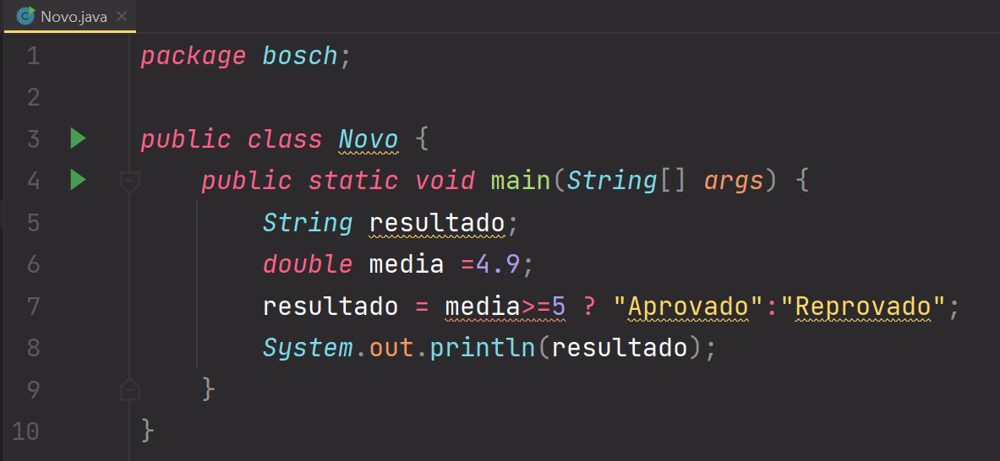 Novo.java
1 package bosch;
2
3 public class Novo {
4     public static void main(String[] args) {
5         String resultado;
6         double media =4.9;
7         resultado = media>=5 ? "Aprovado":"Reprovado";
8         System.out.println(resultado);
9     }
10 }